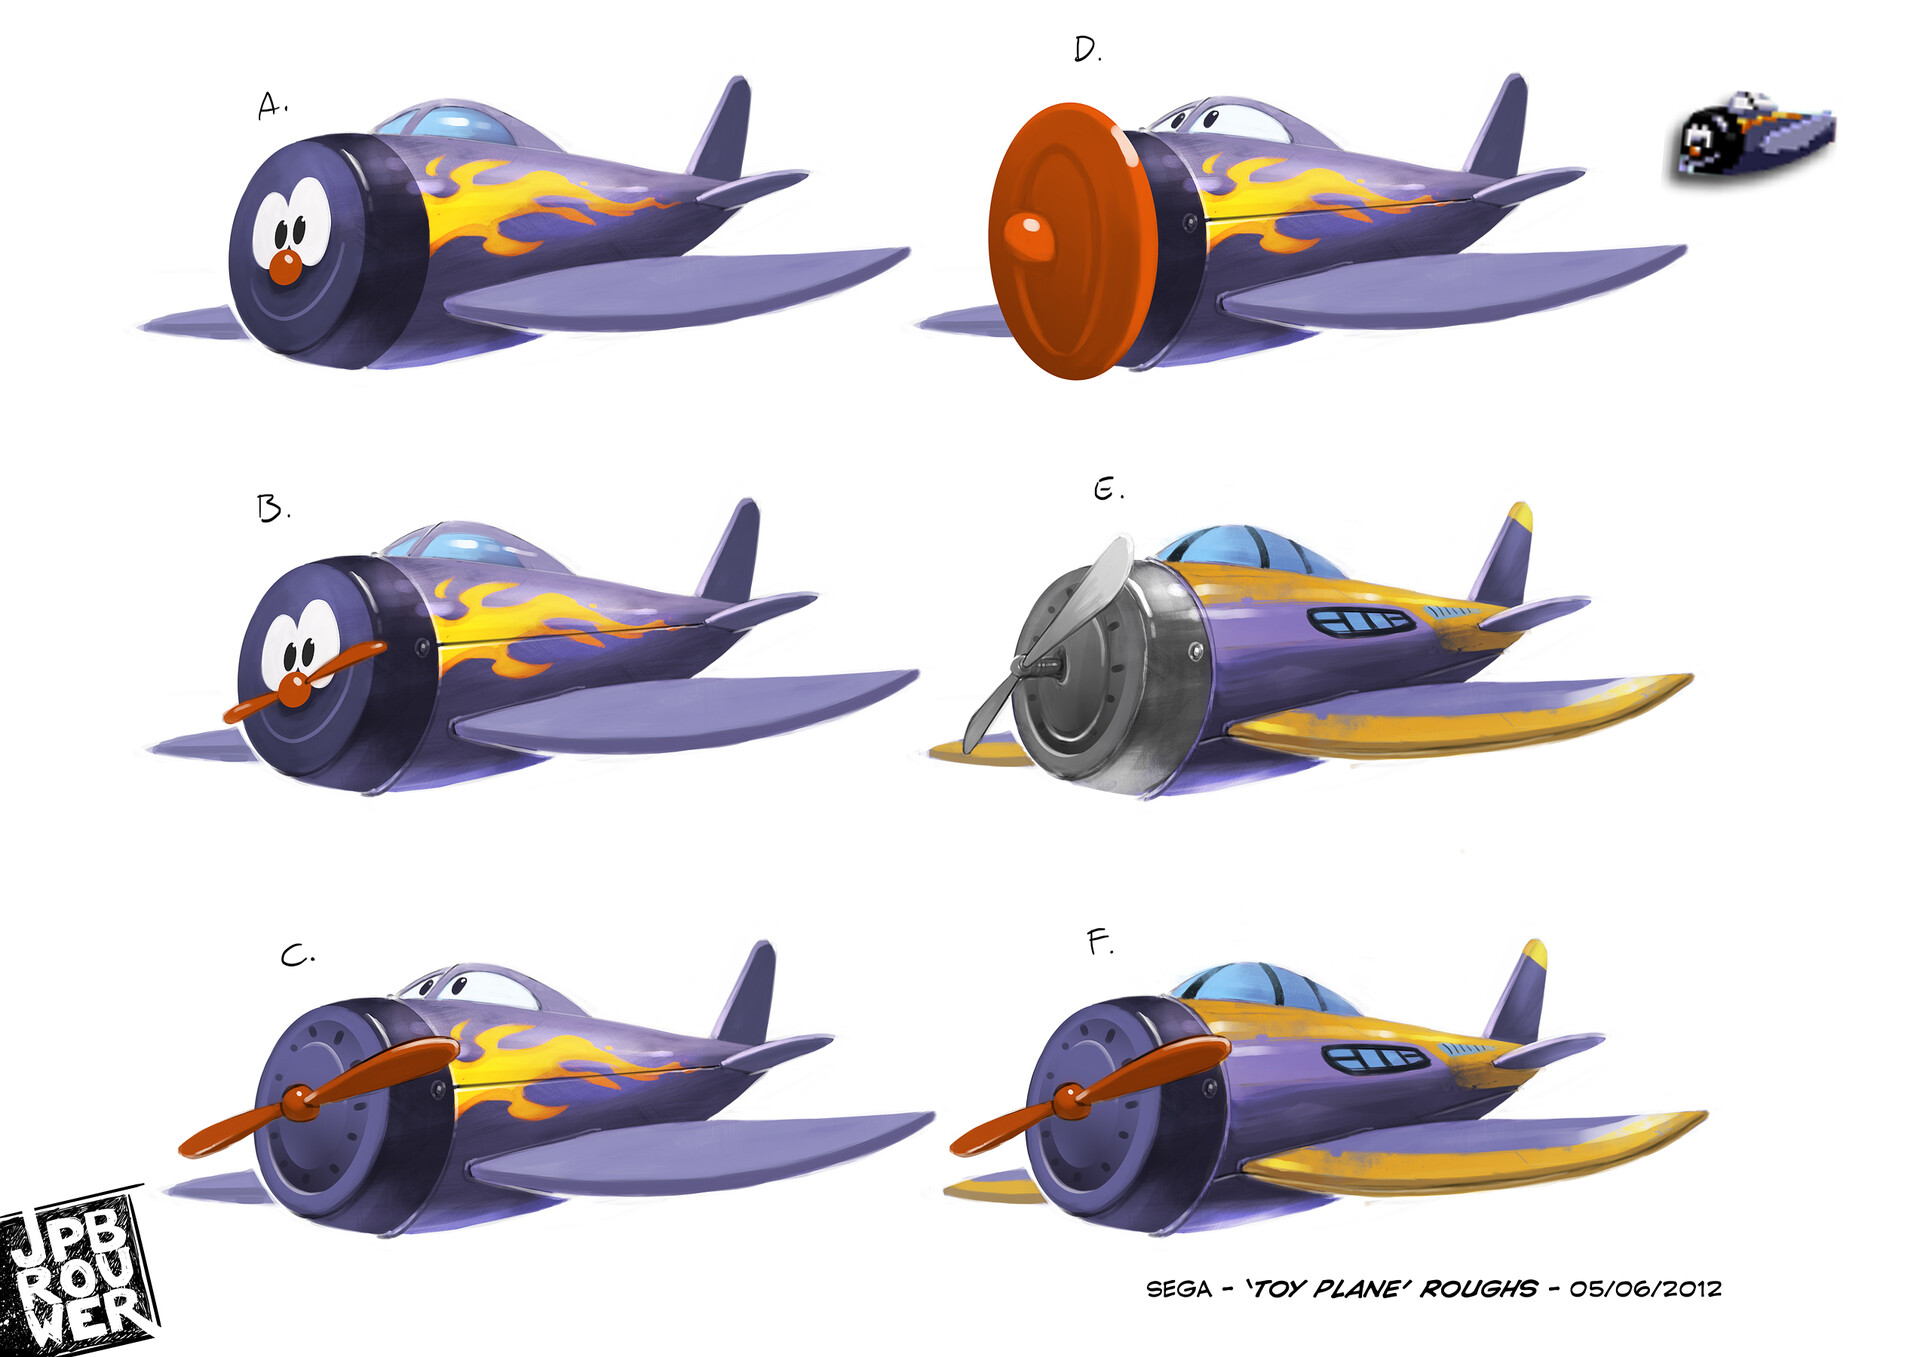 A.
D.
B.
E.
C.
F.
JPB
ROU
WER
SEGA - 'TOY PLANE' ROUGHS - 05/06/2012